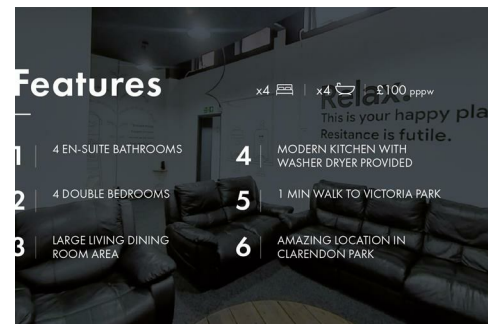 Features
x4 x4 £100 pppw
Relax.
This is your happy pla
Resitance is futile.
1 4 EN-SUITE BATHROOMS
2 4 DOUBLE BEDROOMS
3 LARGE LIVING DINING
ROOM AREA
4 MODERN KITCHEN WITH
WASHER DRYER PROVIDED
5 1 MIN WALK TO VICTORIA PARK
6 AMAZING LOCATION IN
CLARENDON PARK